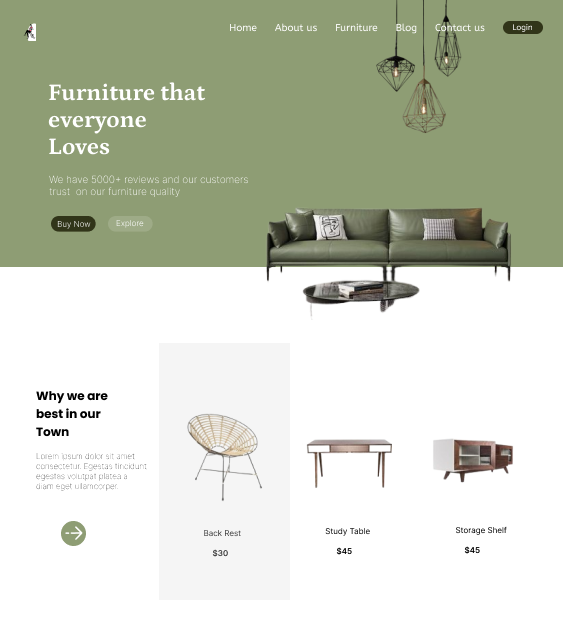 Home About us Furniture Blog Contact us Login
Furniture that
everyone
Loves
We have 5000+ reviews and our customers
trust on our furniture quality
Buy Now Explore
Why we are
best in our
Town
Lorem ipsum dolor sit amet
consectetur. Egestas tincidunt
egestas volutpat platea a
diam eget ullamcorper.
Back Rest
$30
Study Table
$45
Storage Shelf
$45